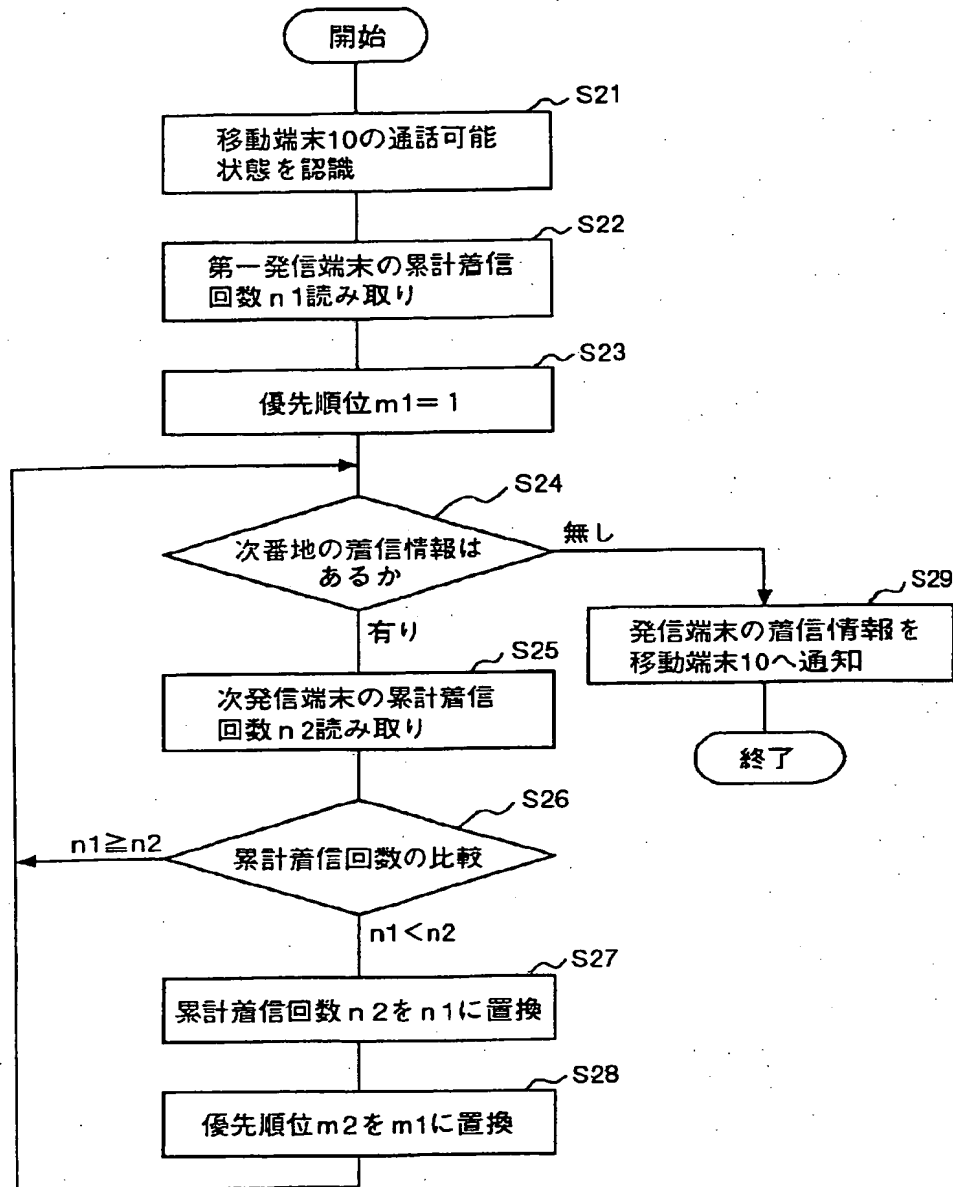 開始
S21
移動端末10の通話可能
状態を認識
S22
第一発信端末の累計着信
回数n1読み取り
S23
優先順位m1=1
S24
次番地の着信情報は
あるか
無し
有り
S29
発信端末の着信情報を
移動端末10へ通知
終了
S25
次発信端末の累計着信
回数n2読み取り
S26
累計着信回数の比較
n1≧n2
n1<n2
S27
累計着信回数n2をn1に置換
S28
優先順位m2をm1に置換